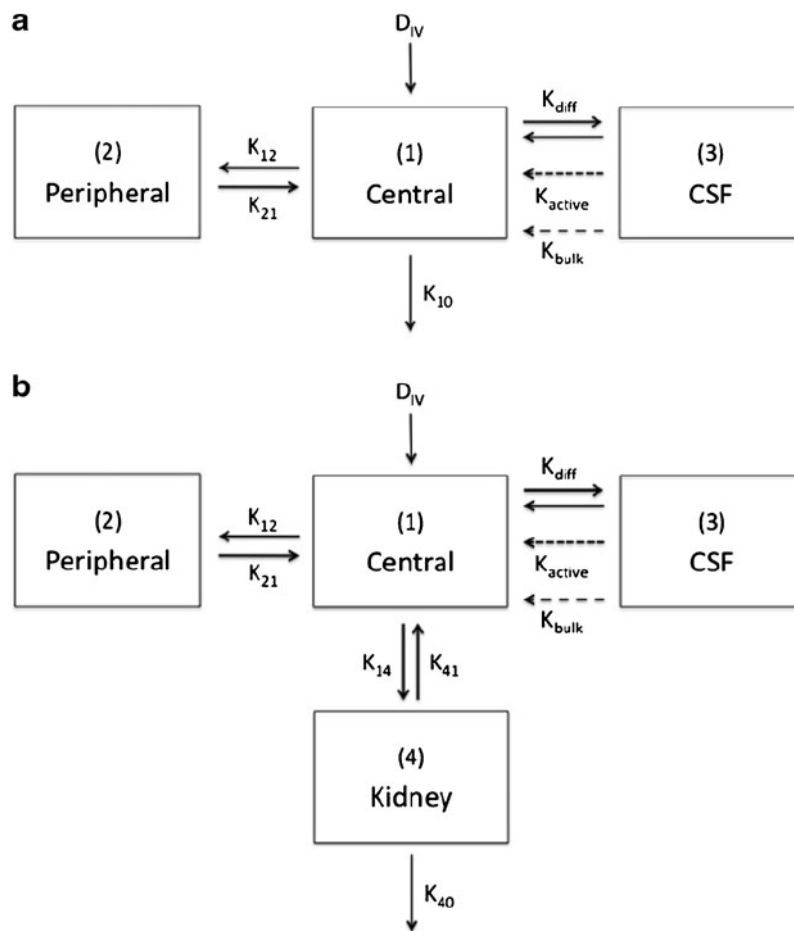 a
D_IV
(2)
Peripheral
K_12
K_21
(1)
Central
K_diff
K_active
K_bulk
(3)
CSF
K_10
b
D_IV
(2)
Peripheral
K_12
K_21
(1)
Central
K_diff
K_active
K_bulk
(3)
CSF
K_14
K_41
(4)
Kidney
K_40